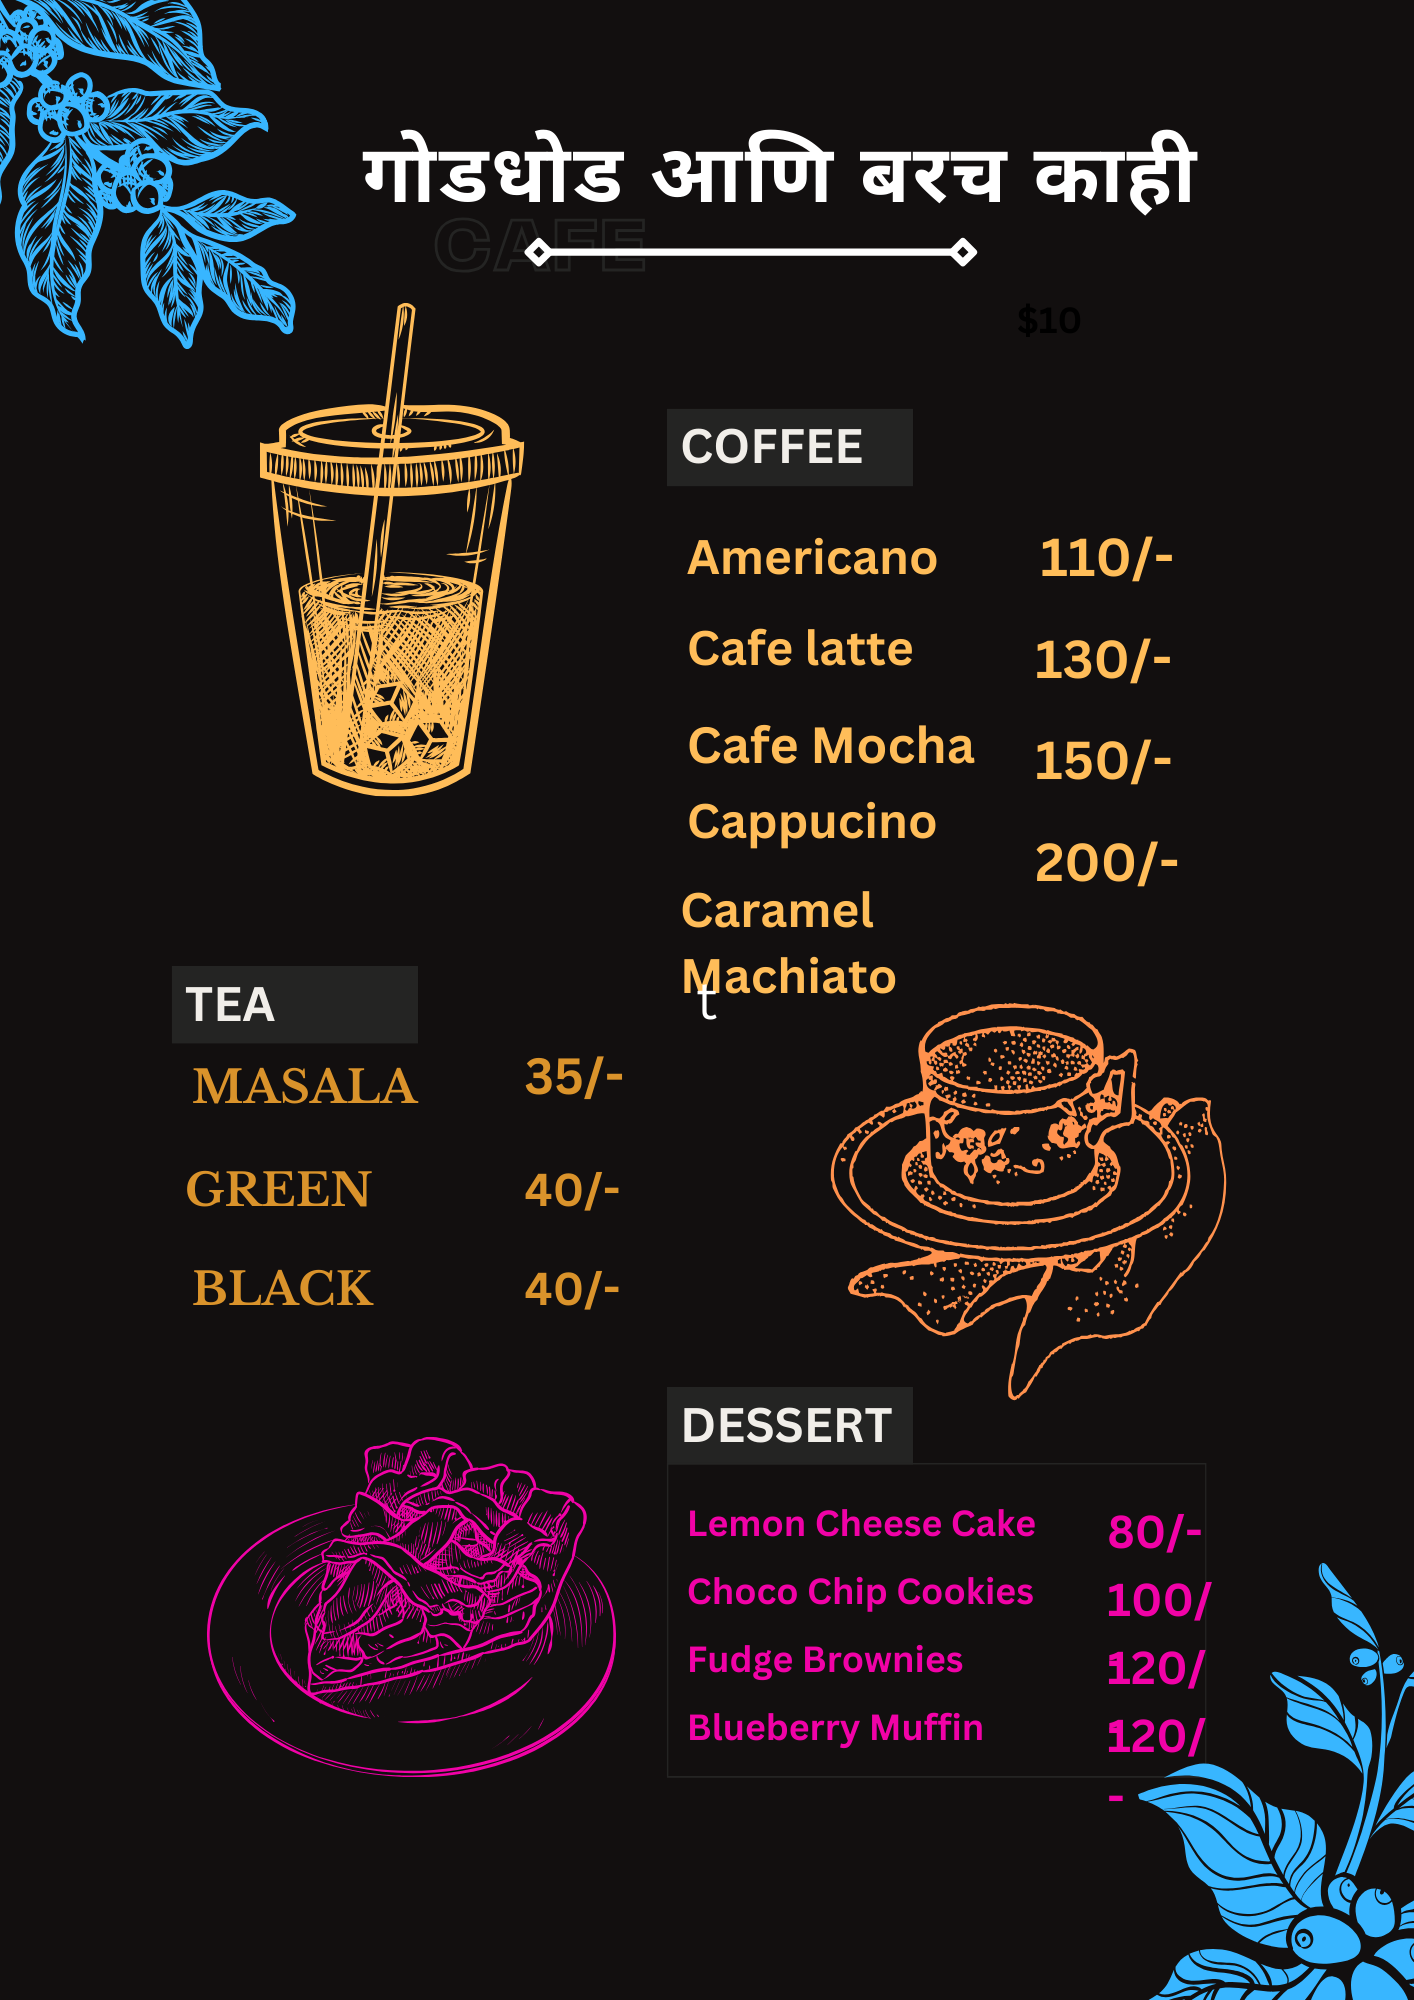 गोडधोड आणि बरच काही
CAFE
$10
COFFEE
Americano 110/-
Cafe latte 130/-
Cafe Mocha 150/-
Cappucino 200/-
Caramel
Machiato
t
TEA
MASALA 35/-
GREEN 40/-
BLACK 40/-
DESSERT
Lemon Cheese Cake 80/-
Choco Chip Cookies 100/
-
Fudge Brownies 120/
-
Blueberry Muffin 120/
-